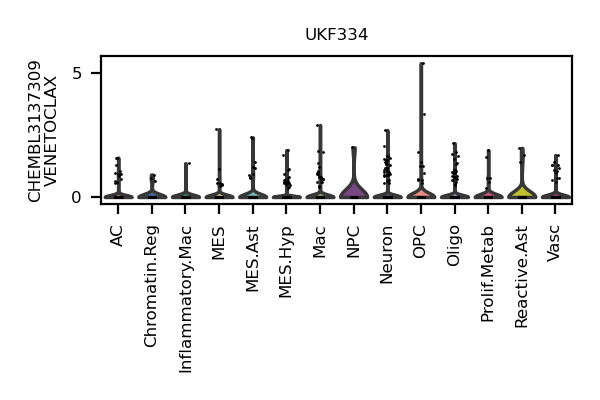 UKF334
CHEMBL3137309
VENETOCLAX
5
0
AC
Chromatin.Reg
Inflammatory.Mac
MES
MES.Ast
MES.Hyp
Mac
NPC
Neuron
OPC
Oligo
Prolif.Metab
Reactive.Ast
Vasc